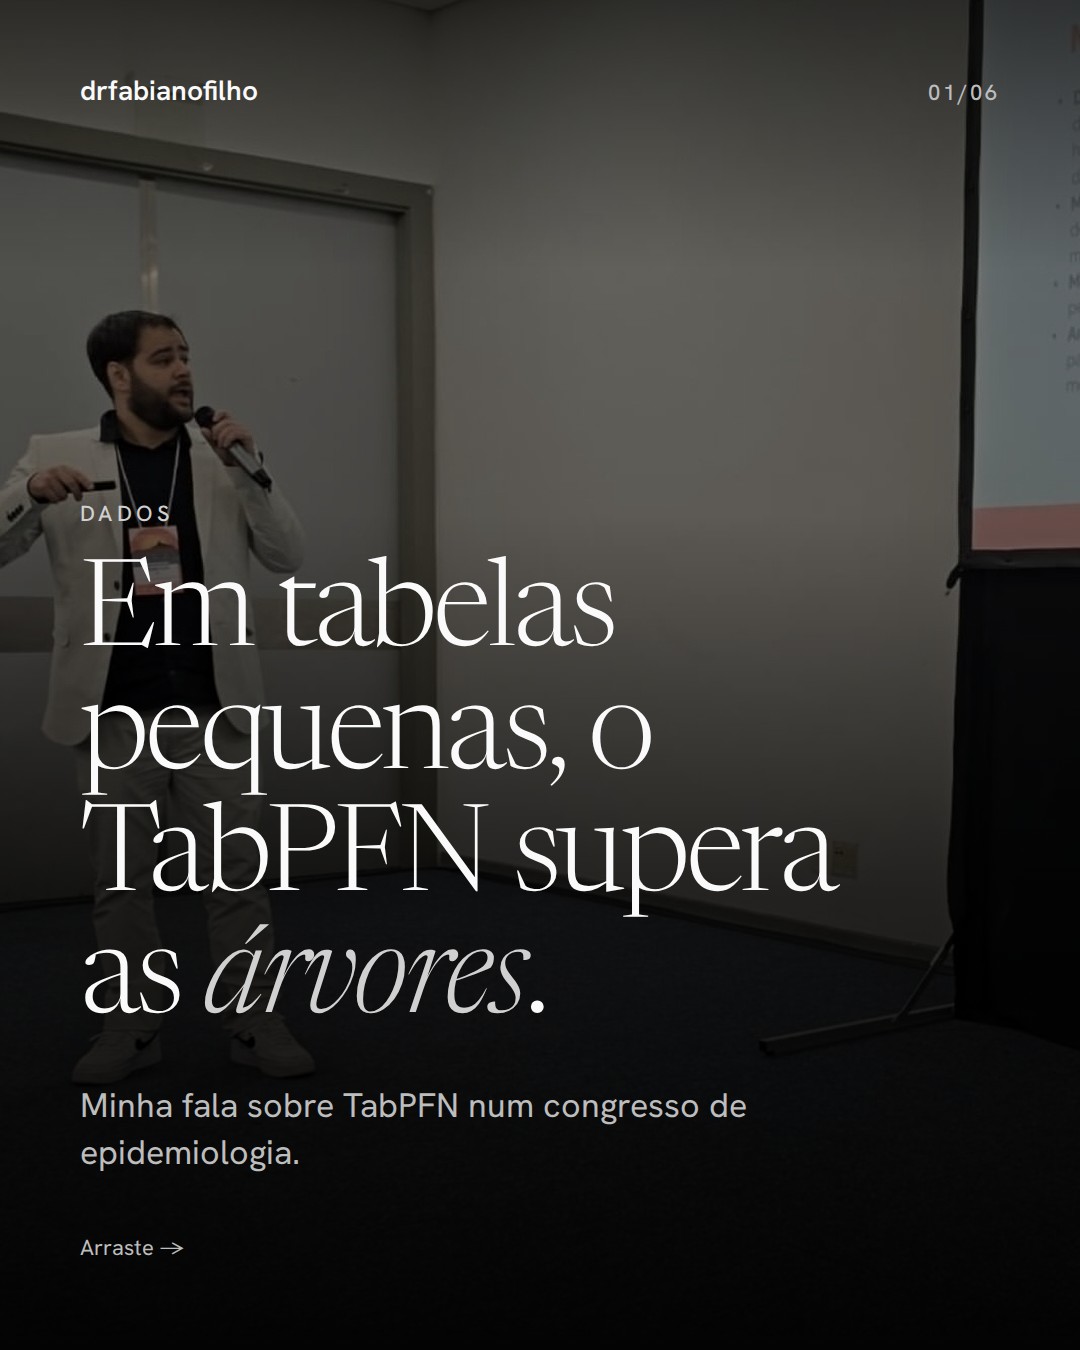 drfabianofilho
01/06
DADOS
Em tabelas
pequenas, o
TabPFN supera
as árvores.
Minha fala sobre TabPFN num congresso de
epidemiologia.
Arraste →